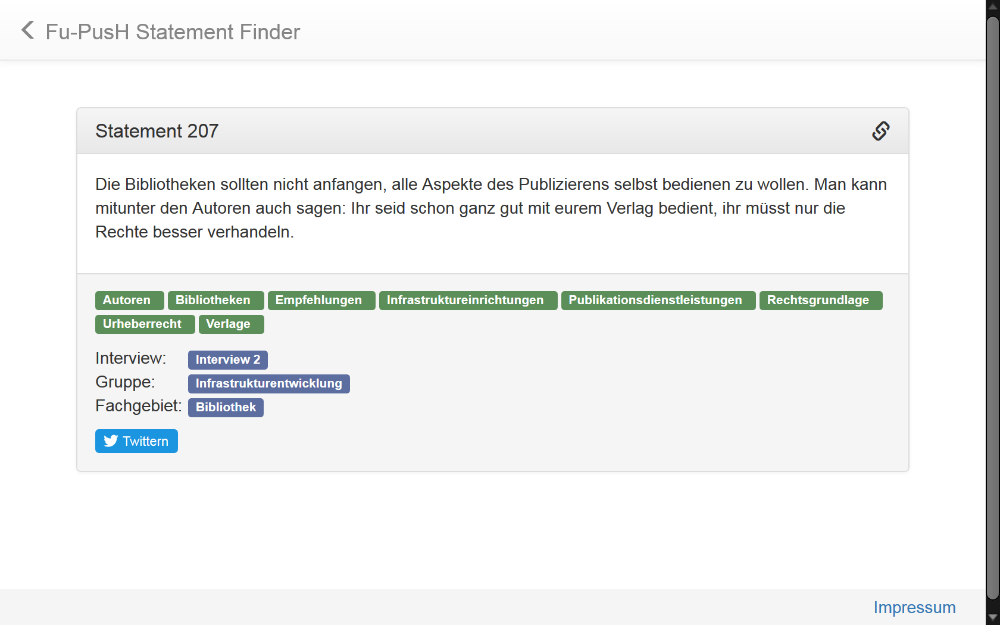 Fu-PusH Statement Finder
Statement 207
Die Bibliotheken sollten nicht anfangen, alle Aspekte des Publizierens selbst bedienen zu wollen. Man kann
mitunter den Autoren auch sagen: Ihr seid schon ganz gut mit eurem Verlag bedient, ihr müsst nur die
Rechte besser verhandeln.
Autoren Bibliotheken Empfehlungen Infrastruktureinrichtungen Publikationsdienstleistungen Rechtsgrundlage
Urheberrecht Verlage
Interview: Interview 2
Gruppe: Infrastrukturentwicklung
Fachgebiet: Bibliothek
Twittern
Impressum